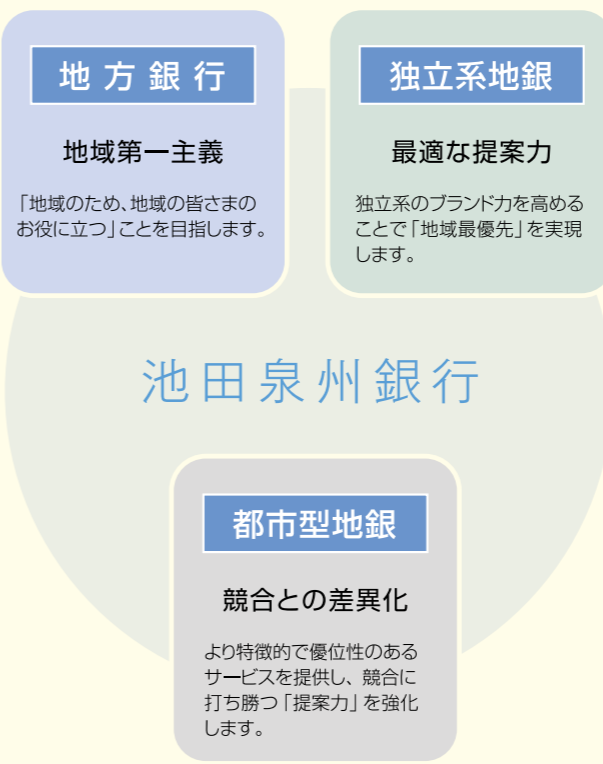 地方銀行
地域第一主義
「地域のため、地域の皆さまの
お役に立つ」ことを目指します。
独立系地銀
最適な提案力
独立系のブランド力を高める
ことで「地域最優先」を実現
します。
池田泉州銀行
都市型地銀
競合との差異化
より特徴的で優位性のある
サービスを提供し、競合に
打ち勝つ「提案力」を強化
します。